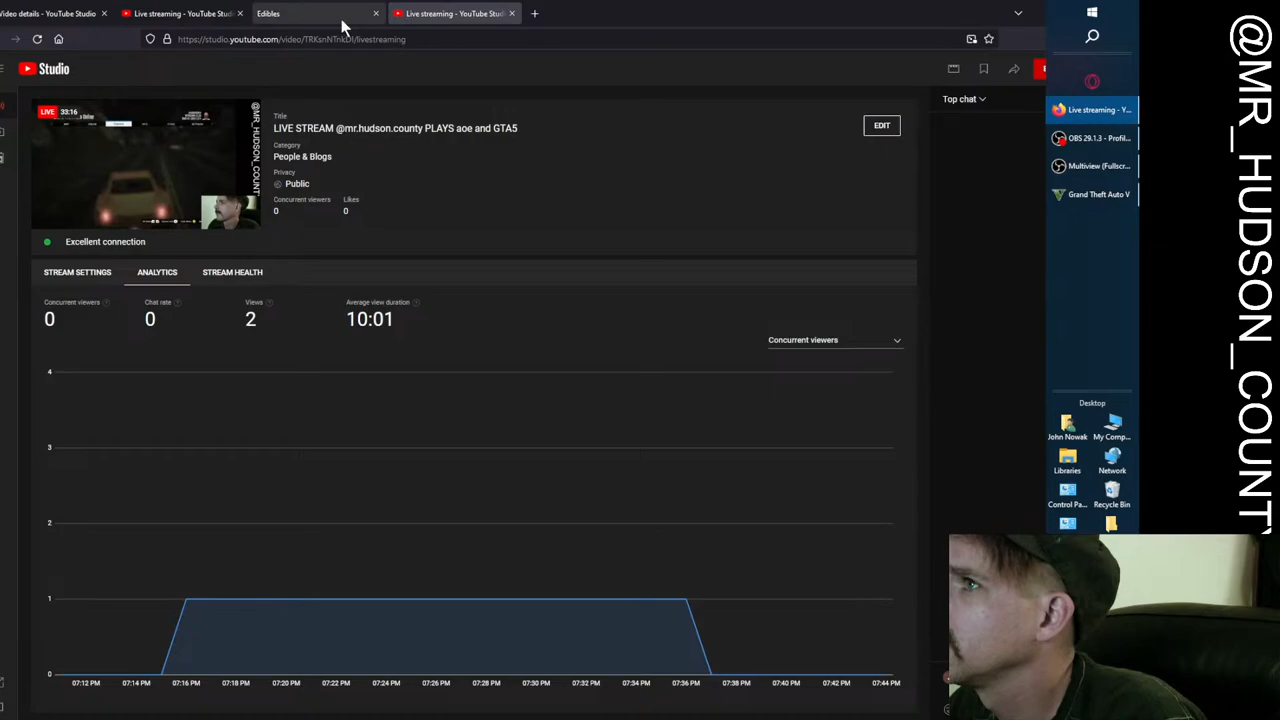 Video details - YouTube Studio
Live streaming - YouTube Studi
Edibles
Live streaming - YouTube Studi
https://studio.youtube.com/video/TRKsnNTnkDI/livestreaming
Studio
LIVE 33:16
Title
LIVE STREAM @mr.hudson.county PLAYS aoe and GTA5
Category
People & Blogs
Privacy
Public
Concurrent viewers
Likes
0
0
EDIT
Top chat
Excellent connection
STREAM SETTINGS
ANALYTICS
STREAM HEALTH
Concurrent viewers
Chat rate
Views
Average view duration
0
0
2
10:01
Concurrent viewers
4
3
2
1
0
07:12 PM
07:14 PM
07:16 PM
07:18 PM
07:20 PM
07:22 PM
07:24 PM
07:26 PM
07:28 PM
07:30 PM
07:32 PM
07:34 PM
07:36 PM
07:38 PM
07:40 PM
07:42 PM
07:44 PM
Live streaming - Y...
OBS 29.1.3 - Profil...
Multiview (Fullscr...
Grand Theft Auto V
Desktop
John Nowak
My Comp...
Libraries
Network
Control Pa...
Recycle Bin
@MR_HUDSON_COUNT
@MR_HUDSON_COUNT